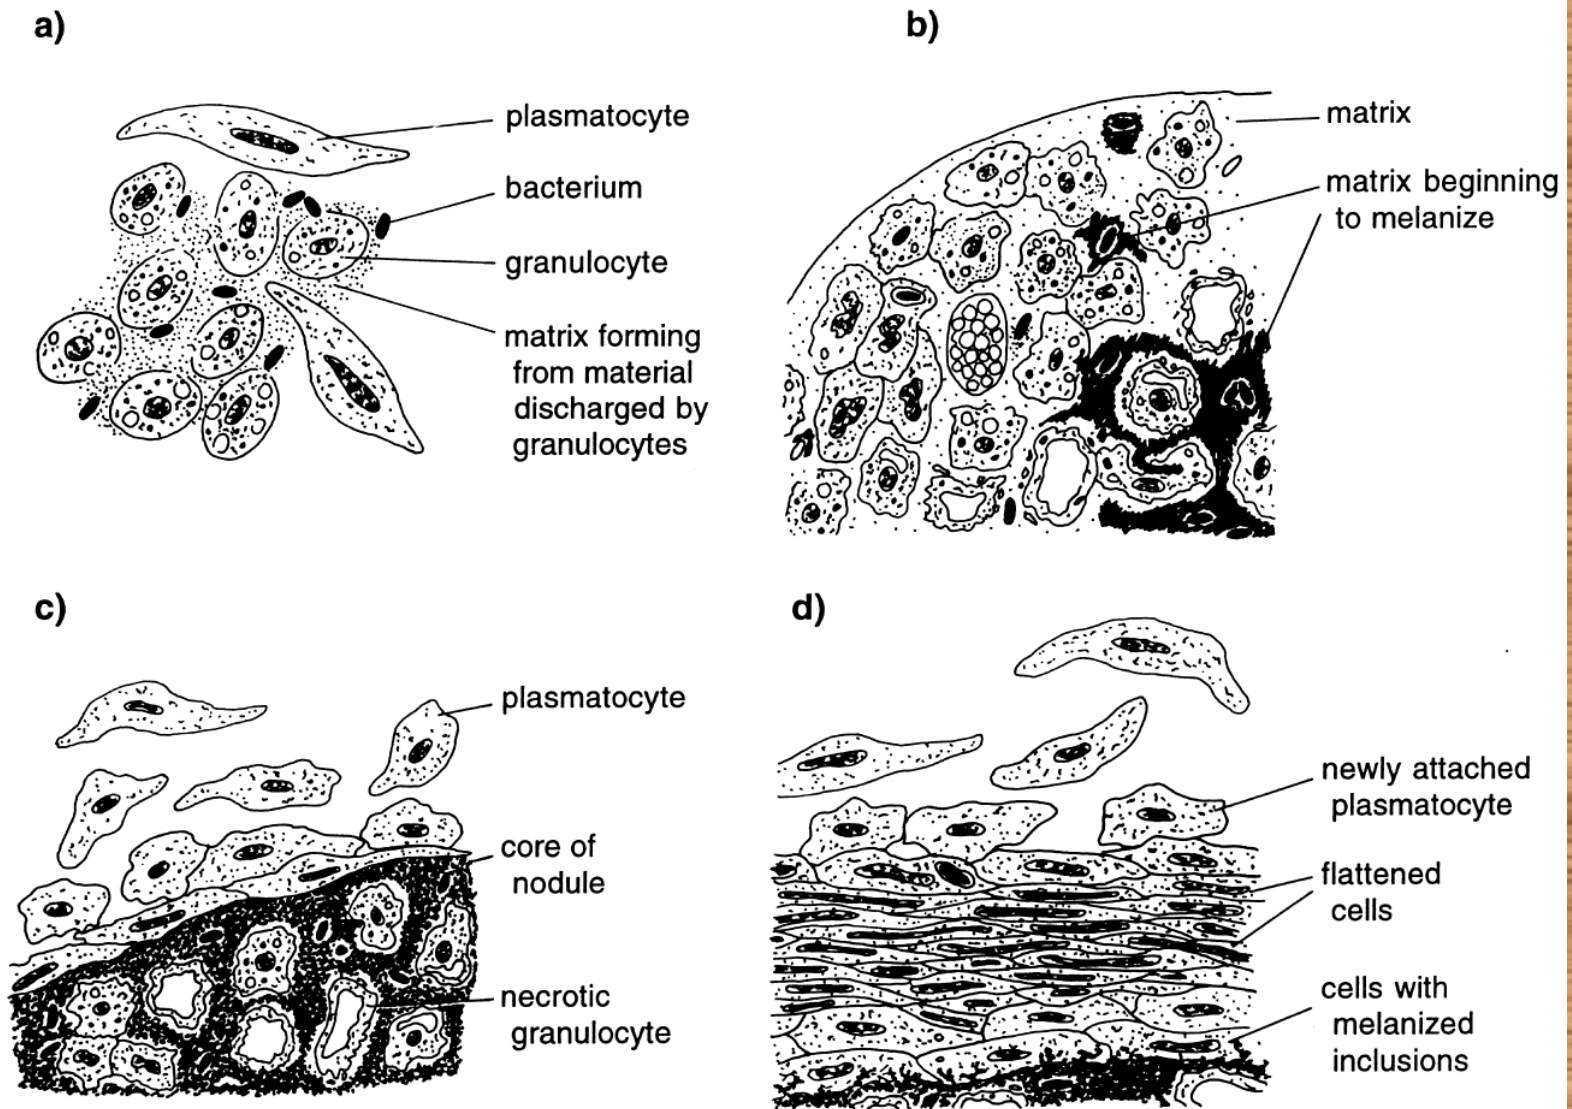 a)
plasmatocyte
bacterium
granulocyte
matrix forming
from material
discharged by
granulocytes
b)
matrix
matrix beginning
to melanize
c)
plasmatocyte
core of
nodule
necrotic
granulocyte
d)
newly attached
plasmatocyte
flattened
cells
cells with
melanized
inclusions